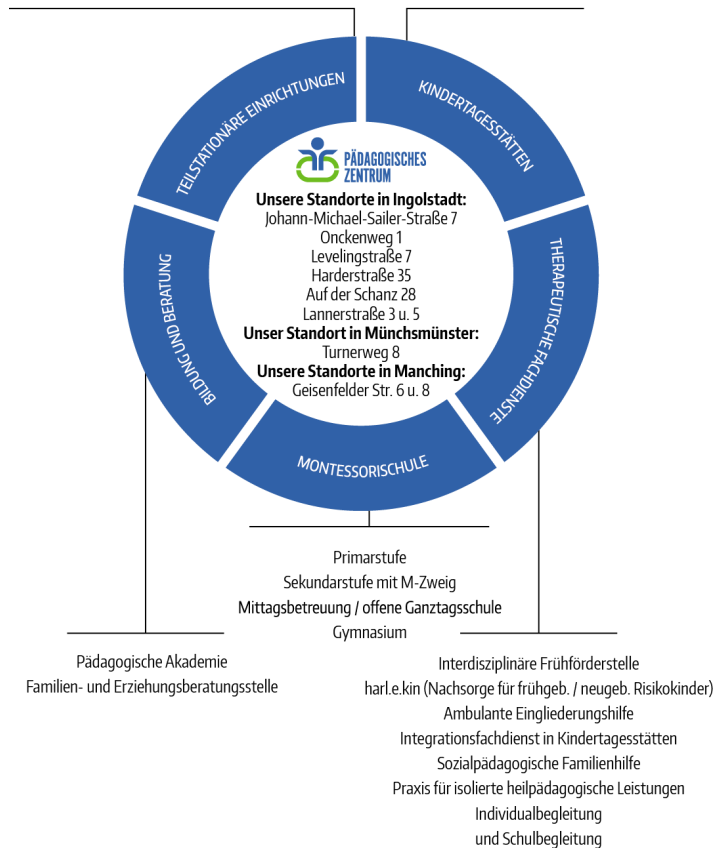 TEILSTATIONÄRE EINRICHTUNGEN
KINDERTAGESSTÄTTEN
PÄDAGOGISCHES
ZENTRUM
Unsere Standorte in Ingolstadt:
Johann-Michael-Sailer-Straße 7
Onckenweg 1
Levelingstraße 7
Harderstraße 35
Auf der Schanz 28
Lannerstraße 3 u. 5
Unser Standort in Münchsmünster:
Turnerweg 8
Unsere Standorte in Manching:
Geisenfelder Str. 6 u. 8
BILDUNG UND BERATUNG
THERAPEUTISCHE FACHDIENSTE
MONTESSORISCHULE
Primarstufe
Sekundarstufe mit M-Zweig
Mittagsbetreuung / offene Ganztagsschule
Gymnasium
Pädagogische Akademie
Familien- und Erziehungsberatungsstelle
Interdisziplinäre Frühförderstelle
harl.e.kin (Nachsorge für frühgeb. / neugeb. Risikokinder)
Ambulante Eingliederungshilfe
Integrationsfachdienst in Kindertagesstätten
Sozialpädagogische Familienhilfe
Praxis für isolierte heilpädagogische Leistungen
Individualbegleitung
und Schulbegleitung